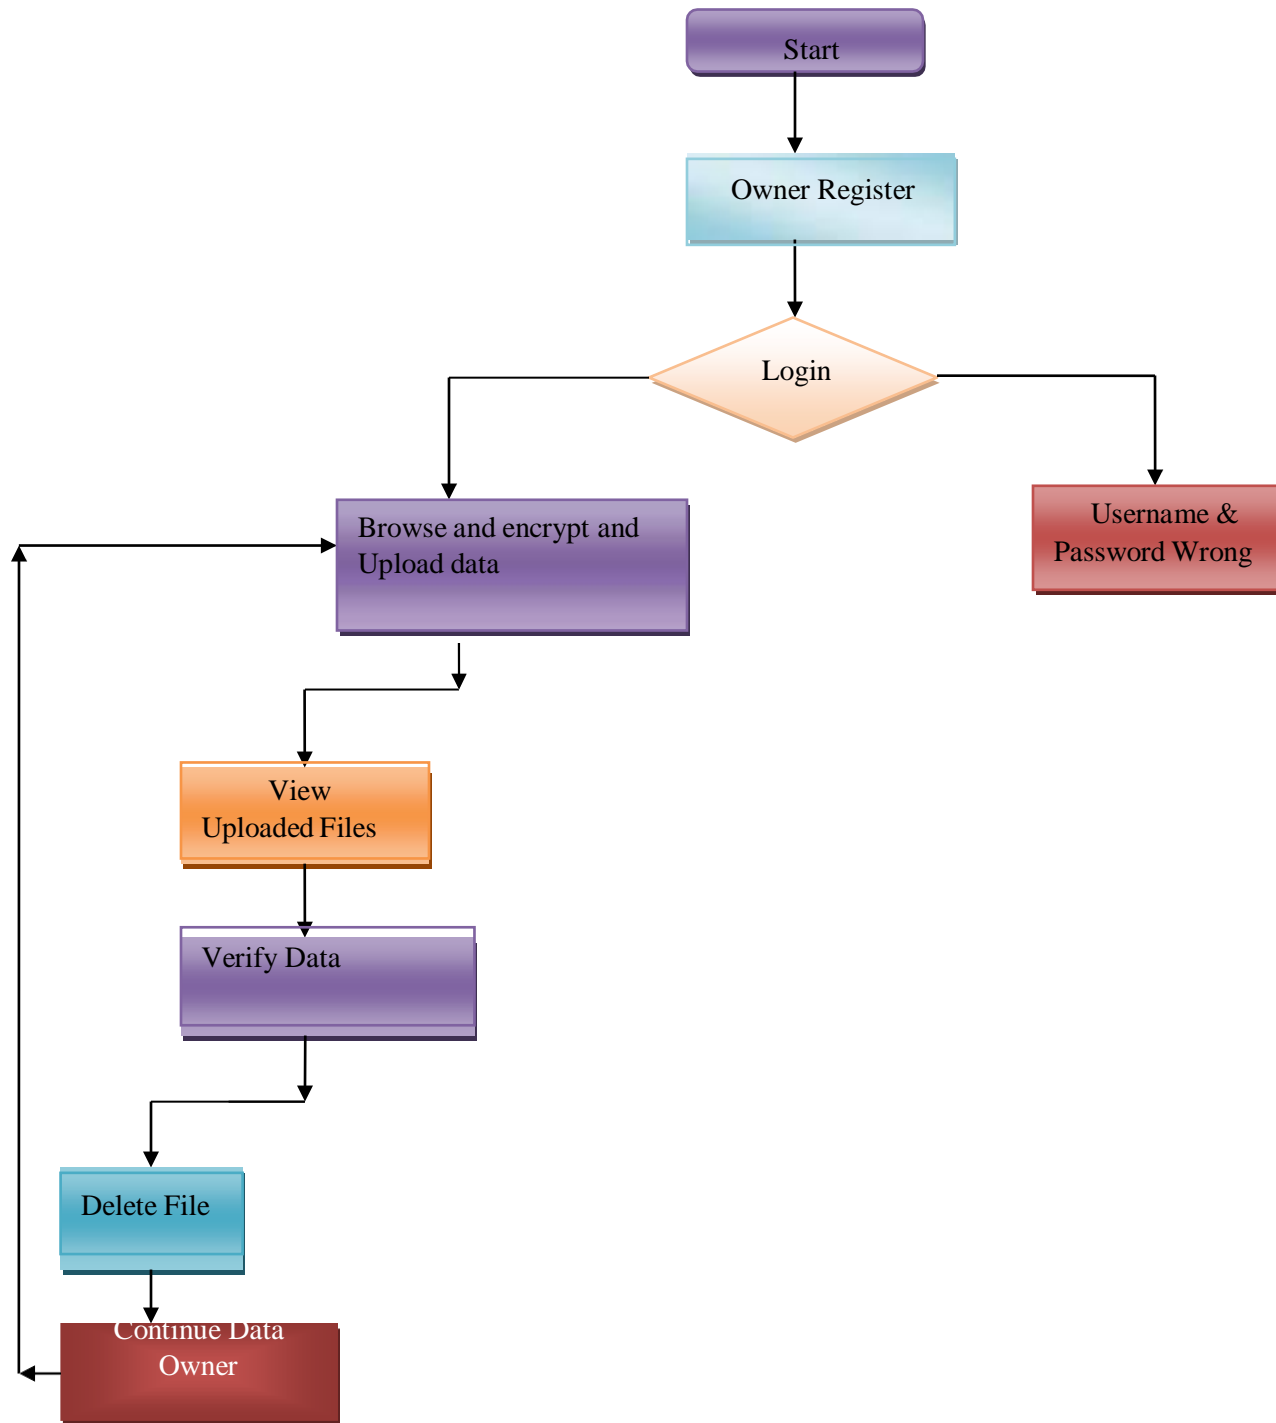 Start
Owner Register
Login
Browse and encrypt and
Upload data
Username &
Password Wrong
View
Uploaded Files
Verify Data
Delete File
Continue Data
Owner